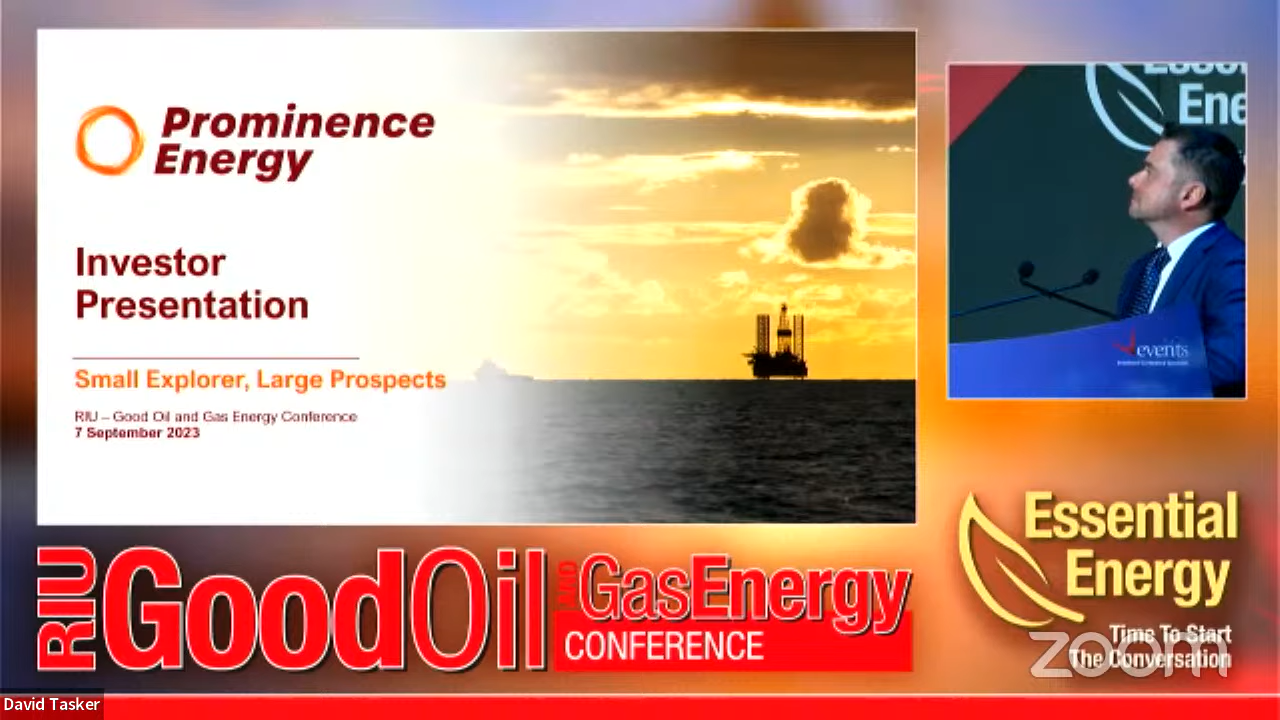 Prominence
Energy
Investor
Presentation
Small Explorer, Large Prospects
RIU – Good Oil and Gas Energy Conference
7 September 2023
Ene
events
RIU
GoodOil
AND
GasEnergy
CONFERENCE
Essential
Energy
Time To Start
The Conversation
zoom
David Tasker